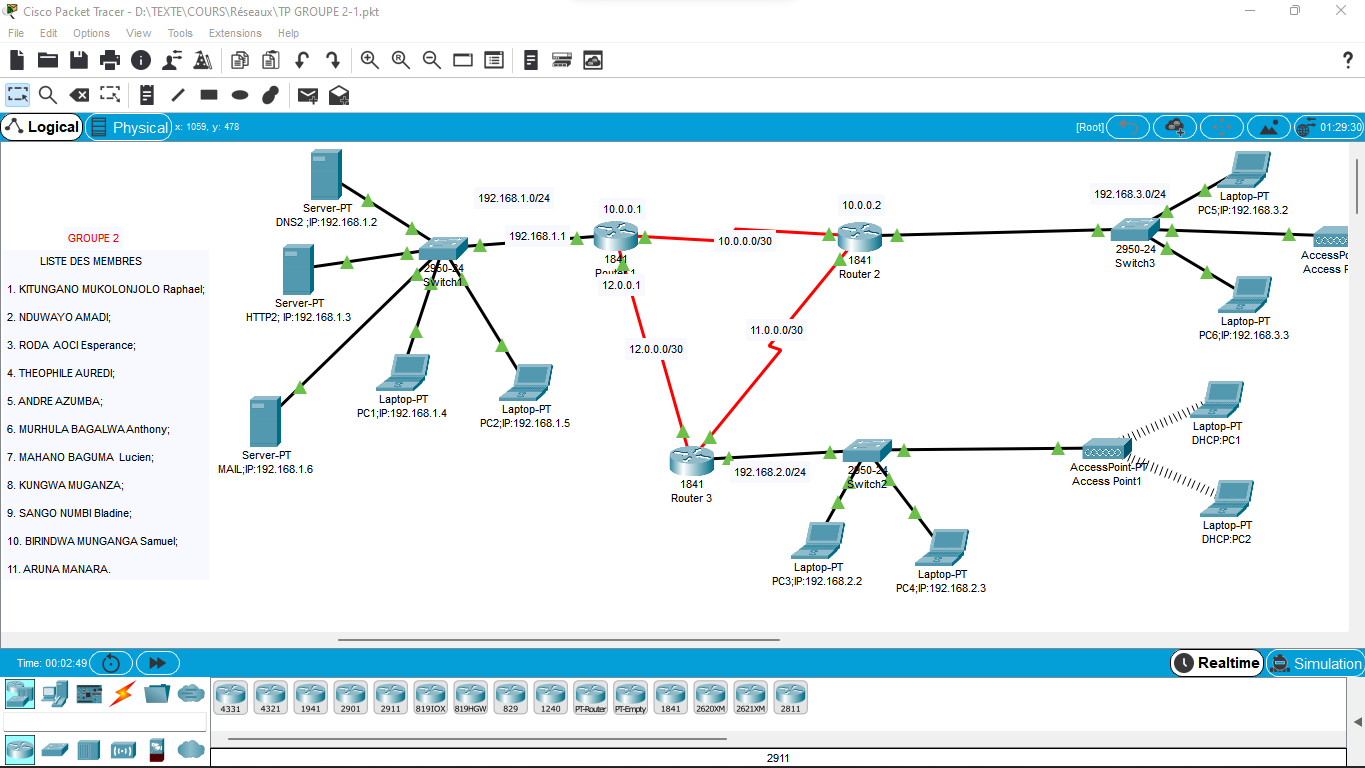 Cisco Packet Tracer - D:\TEXTE\COURS\Réseaux\TP GROUPE 2-1.pkt
File Edit Options View Tools Extensions Help
Logical Physical x: 1059, y: 478 [Root] 01:29:30
GROUPE 2
LISTE DES MEMBRES
1. KITUNGANO MUKOLONJOLO Raphael;
2. NDUWAYO AMADI;
3. RODA AOCI Esperance;
4. THEOPHILE AUREDI;
5. ANDRE AZUMBA;
6. MURHULA BAGALWA Anthony;
7. MAHANO BAGUMA Lucien;
8. KUNGWA MUGANZA;
9. SANGO NUMBI Bladine;
10. BIRINDWA MUNGANGA Samuel;
11. ARUNA MANARA.
Server-PT
DNS2 ;IP:192.168.1.2
Server-PT
HTTP2; IP:192.168.1.3
Server-PT
MAIL;IP:192.168.1.6
2950-24
Switch1
Laptop-PT
PC1;IP:192.168.1.4
Laptop-PT
PC2;IP:192.168.1.5
192.168.1.0/24
192.168.1.1
10.0.0.1
1841
Router 1
12.0.0.1
10.0.0.0/30
10.0.0.2
1841
Router 2
12.0.0.0/30
11.0.0.0/30
1841
Router 3
192.168.2.0/24
2950-24
Switch2
Laptop-PT
PC3;IP:192.168.2.2
Laptop-PT
PC4;IP:192.168.2.3
192.168.3.0/24
2950-24
Switch3
Laptop-PT
PC5;IP:192.168.3.2
AccessPo
Access P
Laptop-PT
PC6;IP:192.168.3.3
AccessPoint-PT
Access Point1
Laptop-PT
DHCP:PC1
Laptop-PT
DHCP:PC2
Time: 00:02:49 Realtime Simulation
4331 4321 1941 2901 2911 819IOX 819HGW 829 1240 PT-Router PT-Empty 1841 2620XM 2621XM 2811
2911